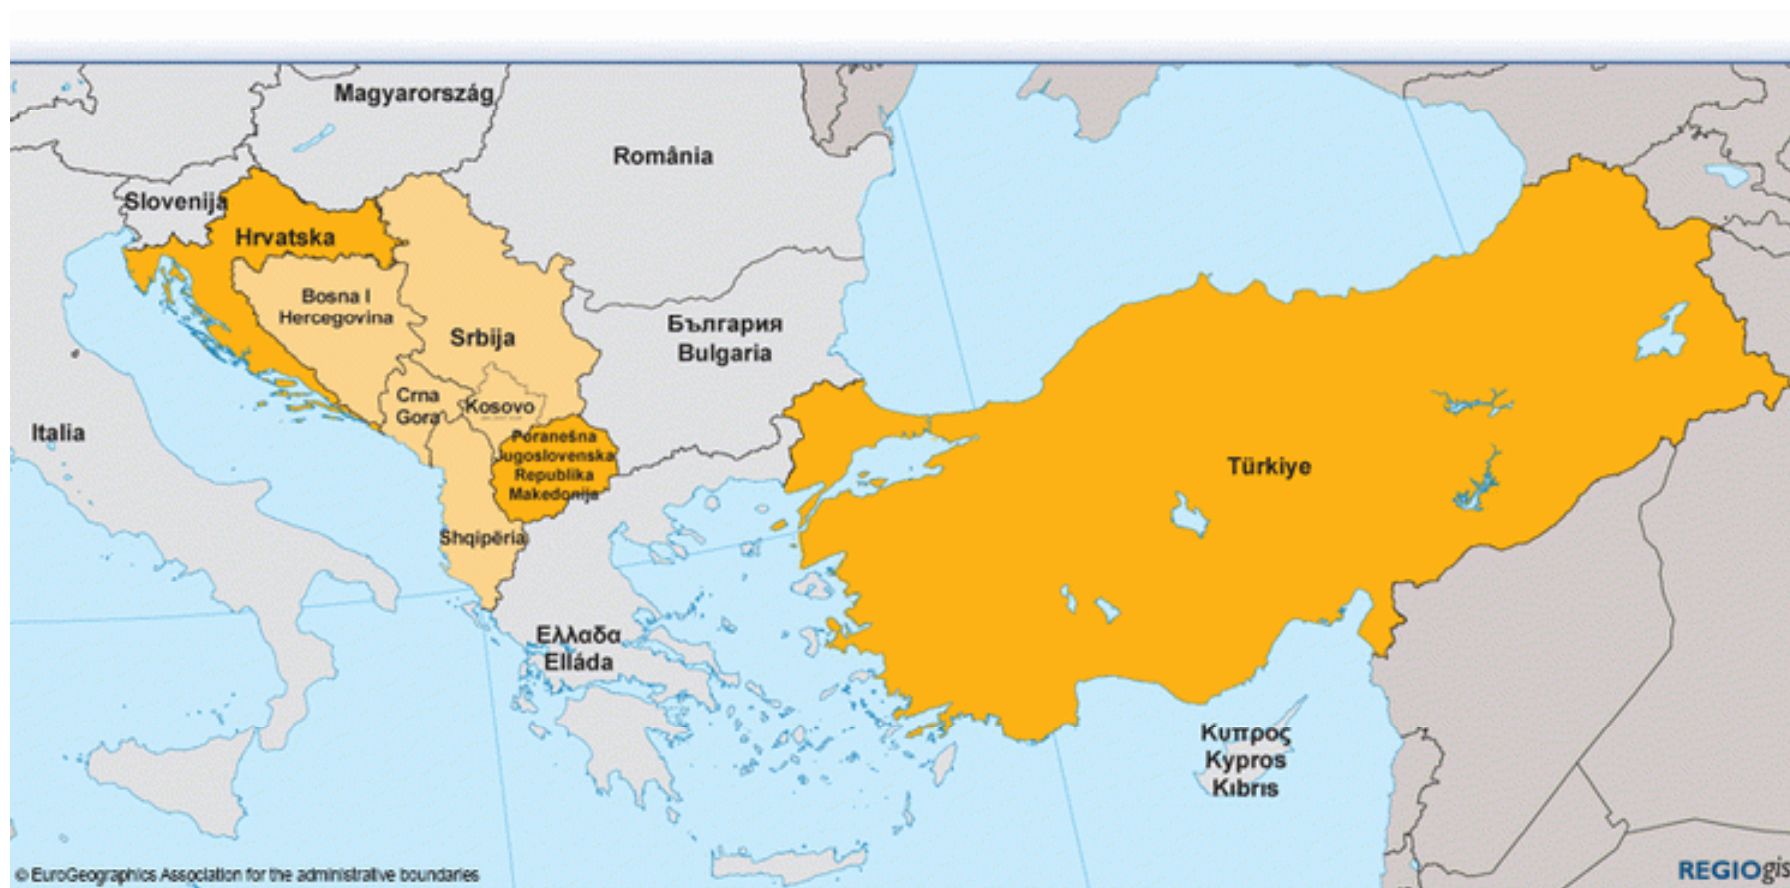 Magyarország
România
Slovenija
Hrvatska
Bosna I
Hercegovina
Srbija
България
Bulgaria
Crna
Gora
Kosovo
Italia
Poranešna
Jugoslovenska
Republika
Makedonija
Türkiye
Shqipëria
Ελλαδα
Elláda
Κυπρος
Kypros
Kıbrıs
© EuroGeographics Association for the administrative boundaries
REGIOgis